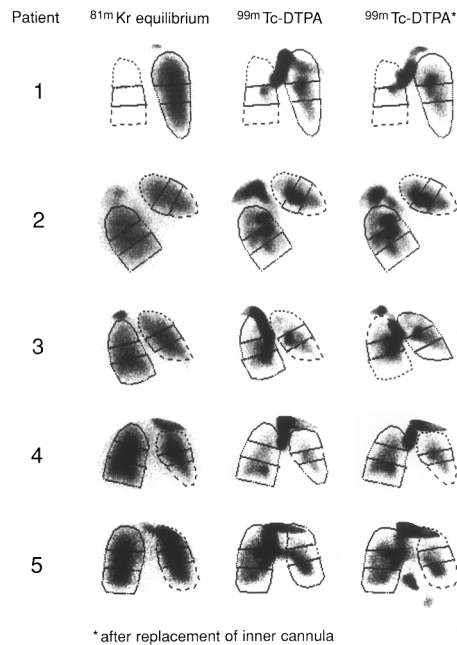 Patient ⁸¹ᵐ Kr equilibrium ⁹⁹ᵐ Tc-DTPA ⁹⁹ᵐ Tc-DTPA*
1
2
3
4
5
* after replacement of inner cannula